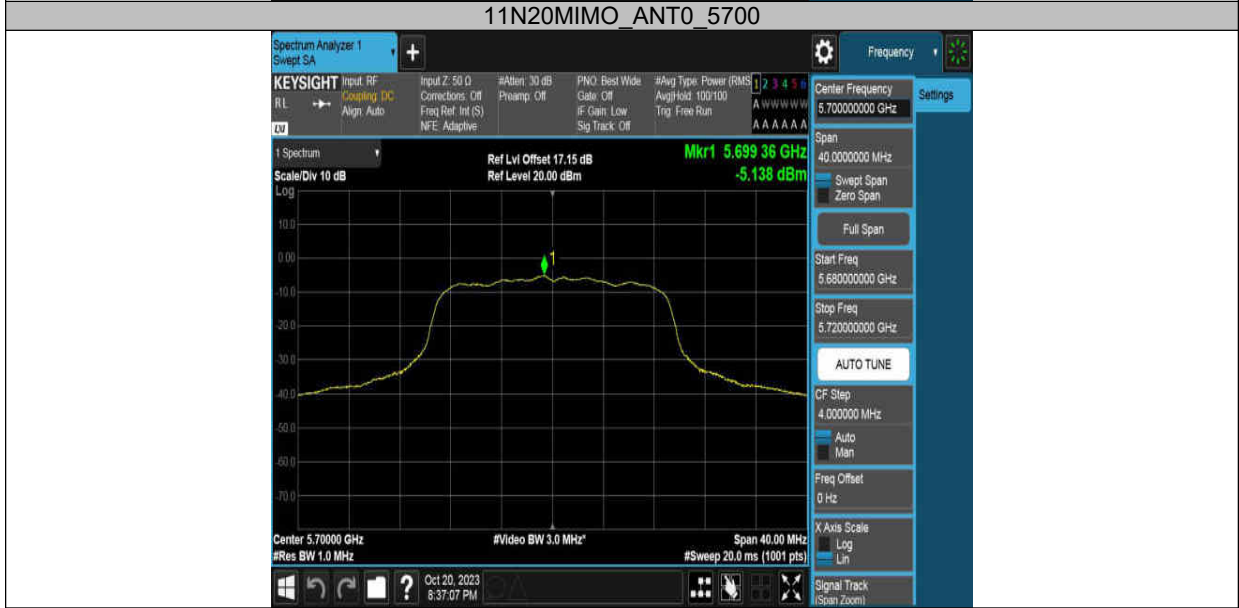 11N20MIMO_ANT0_5700
Spectrum Analyzer 1
Swept SA
Frequency
KEYSIGHT
RL
LXI
Input: RF
Coupling: DC
Align: Auto
Input Z: 50 Ω
Corrections: Off
Freq Ref: Int (S)
NFE: Adaptive
#Atten: 30 dB
Preamp: Off
PNO: Best Wide
Gate: Off
IF Gain: Low
Sig Track: Off
#Avg Type: Power (RMS
Avg|Hold: 100/100
Trig: Free Run
1 2 3 4 5 6
A W W W W W
A A A A A A
1 Spectrum
Scale/Div 10 dB
Log
Ref Lvl Offset 17.15 dB
Ref Level 20.00 dBm
Mkr1 5.699 36 GHz
-5.138 dBm
10.0
0.00
-10.0
-20.0
-30.0
-40.0
-50.0
-60.0
-70.0
1
Center 5.70000 GHz
#Res BW 1.0 MHz
#Video BW 3.0 MHz*
Span 40.00 MHz
#Sweep 20.0 ms (1001 pts)
?
Oct 20, 2023
8:37:07 PM
Center Frequency
5.700000000 GHz
Settings
Span
40.0000000 MHz
Swept Span
Zero Span
Full Span
Start Freq
5.680000000 GHz
Stop Freq
5.720000000 GHz
AUTO TUNE
CF Step
4.000000 MHz
Auto
Man
Freq Offset
0 Hz
X Axis Scale
Log
Lin
Signal Track
(Span Zoom)